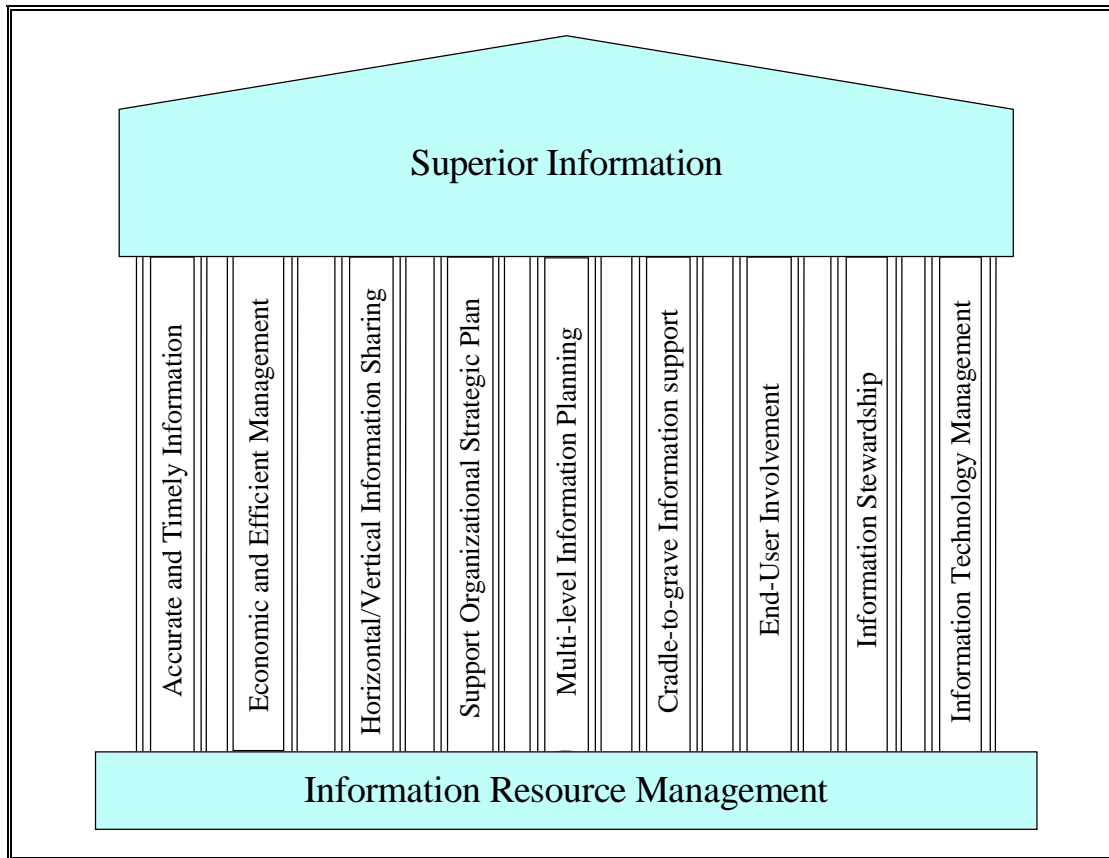 Superior Information
Accurate and Timely Information
Economic and Efficient Management
Horizontal/Vertical Information Sharing
Support Organizational Strategic Plan
Multi-level Information Planning
Cradle-to-grave Information support
End-User Involvement
Information Stewardship
Information Technology Management
Information Resource Management